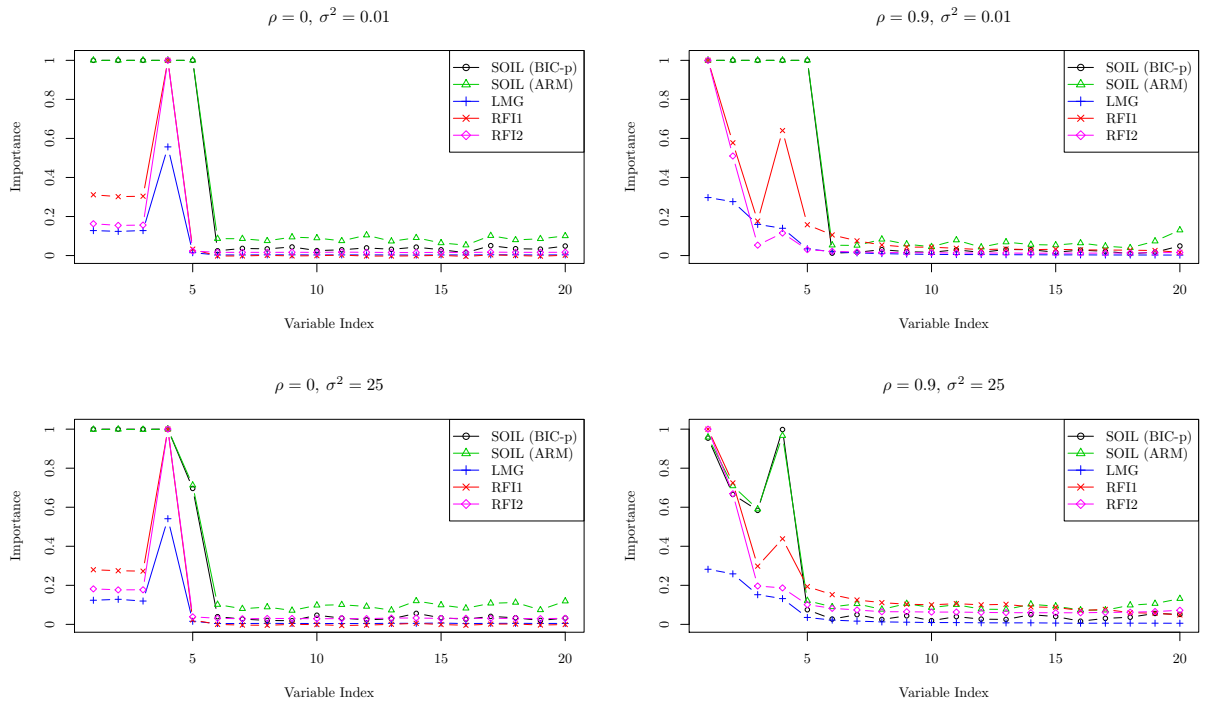 ρ = 0, σ² = 0.01
Importance
0
0.2
0.4
0.6
0.8
1
5
10
15
20
Variable Index
SOIL (BIC-p)
SOIL (ARM)
LMG
RFI1
RFI2
ρ = 0.9, σ² = 0.01
Importance
0
0.2
0.4
0.6
0.8
1
5
10
15
20
Variable Index
SOIL (BIC-p)
SOIL (ARM)
LMG
RFI1
RFI2
ρ = 0, σ² = 25
Importance
0
0.2
0.4
0.6
0.8
1
5
10
15
20
Variable Index
SOIL (BIC-p)
SOIL (ARM)
LMG
RFI1
RFI2
ρ = 0.9, σ² = 25
Importance
0
0.2
0.4
0.6
0.8
1
5
10
15
20
Variable Index
SOIL (BIC-p)
SOIL (ARM)
LMG
RFI1
RFI2